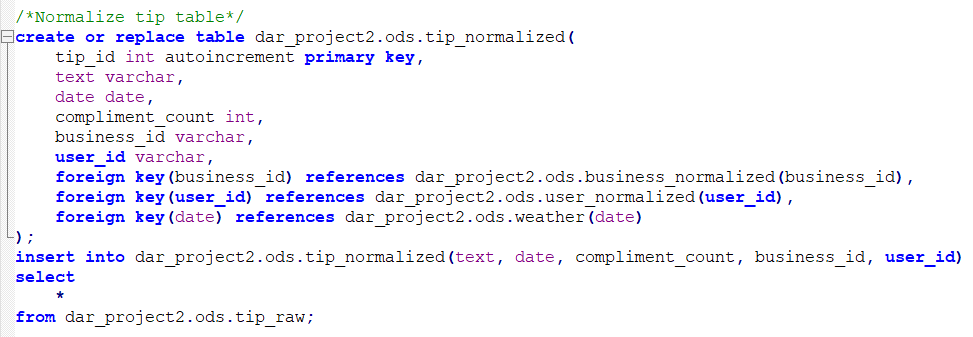 /*Normalize tip table*/
create or replace table dar_project2.ods.tip_normalized(
    tip_id int autoincrement primary key,
    text varchar,
    date date,
    compliment_count int,
    business_id varchar,
    user_id varchar,
    foreign key(business_id) references dar_project2.ods.business_normalized(business_id),
    foreign key(user_id) references dar_project2.ods.user_normalized(user_id),
    foreign key(date) references dar_project2.ods.weather(date)
);
insert into dar_project2.ods.tip_normalized(text, date, compliment_count, business_id, user_id)
select
    *
from dar_project2.ods.tip_raw;